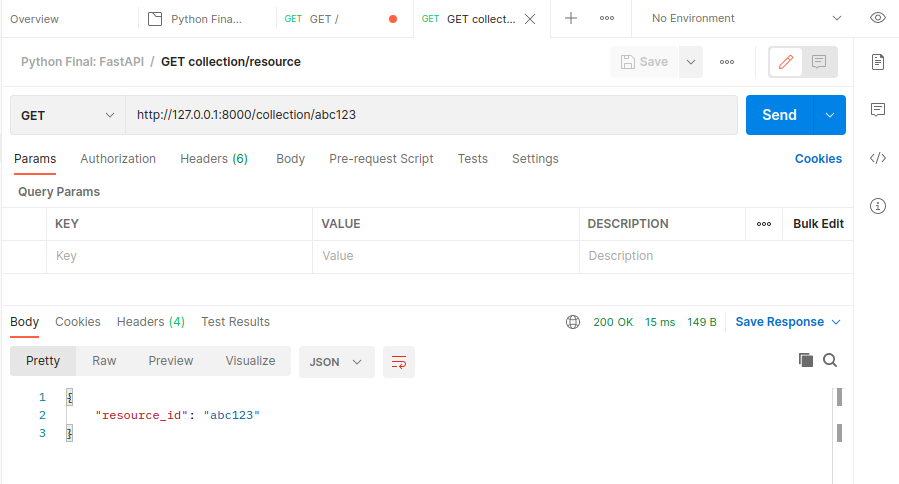 Overview
Python Fina...
GET GET /
GET GET collect...
No Environment
Python Final: FastAPI / GET collection/resource
Save
GET http://127.0.0.1:8000/collection/abc123
Send
Params Authorization Headers (6) Body Pre-request Script Tests Settings Cookies
Query Params
KEY VALUE DESCRIPTION Bulk Edit
Key Value Description
Body Cookies Headers (4) Test Results 200 OK 15 ms 149 B Save Response
Pretty Raw Preview Visualize JSON
1 {
2 "resource_id": "abc123"
3 }